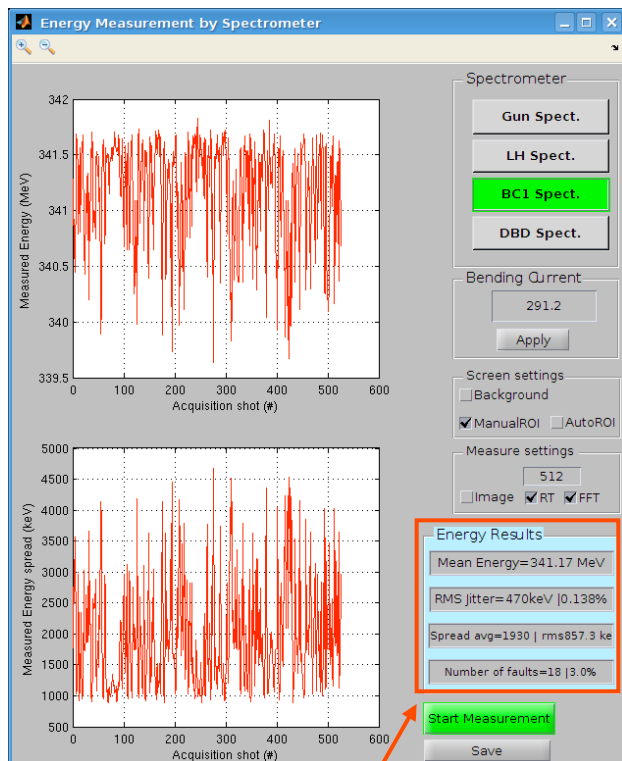 Energy Measurement by Spectrometer
342
341.5
341
340.5
340
339.5
Measured Energy (MeV)
0 100 200 300 400 500 600
Acquisition shot (#)
5000
4500
4000
3500
3000
2500
2000
1500
1000
500
Measured Energy spread (keV)
0 100 200 300 400 500 600
Acquisition shot (#)
Spectrometer
Gun Spect.
LH Spect.
BC1 Spect.
DBD Spect.
Bending Current
291.2
Apply
Screen settings
Background
ManualROI AutoROI
Measure settings
512
Image RT FFT
Energy Results
Mean Energy=341.17 MeV
RMS Jitter=470keV |0.138%
Spread avg=1930 | rms857.3 ke
Number of faults=18 |3.0%
Start Measurement
Save